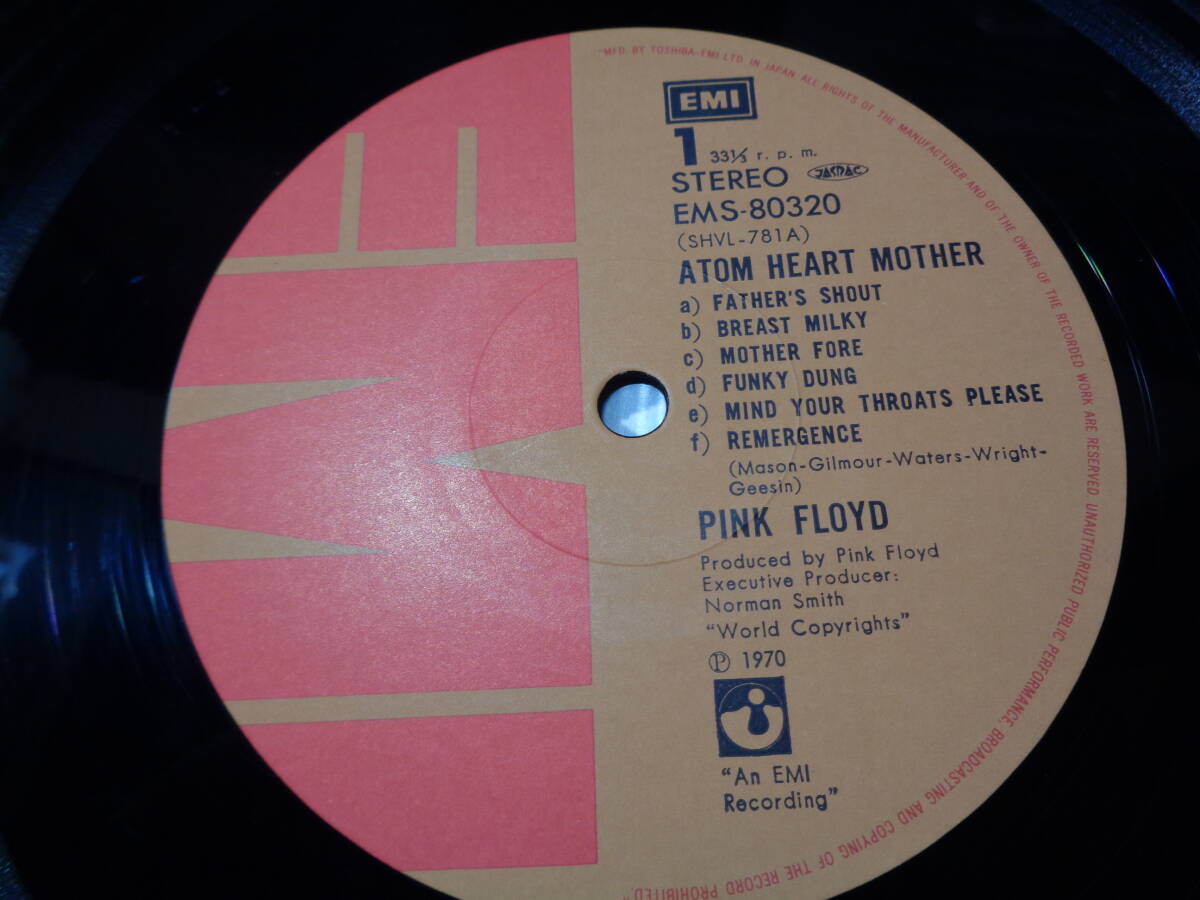 "MFD. BY TOSHIBA-EMI LTD. IN JAPAN ALL RIGHTS OF THE MANUFACTURER AND OF THE OWNER OF THE RECORDED WORK ARE RESERVED. UNAUTHORIZED PUBLIC PERFORMANCE, BROADCASTING AND COPYING OF THE RECORD PROHIBITED."
EMI
EMI
1 33⅓ r. p. m.
STEREO JASRAC
EMS-80320
(SHVL-781A)
ATOM HEART MOTHER
a) FATHER'S SHOUT
b) BREAST MILKY
c) MOTHER FORE
d) FUNKY DUNG
e) MIND YOUR THROATS PLEASE
f) REMERGENCE
(Mason-Gilmour-Waters-Wright-
Geesin)
PINK FLOYD
Produced by Pink Floyd
Executive Producer:
Norman Smith
"World Copyrights"
Ⓟ 1970
"An EMI
Recording"